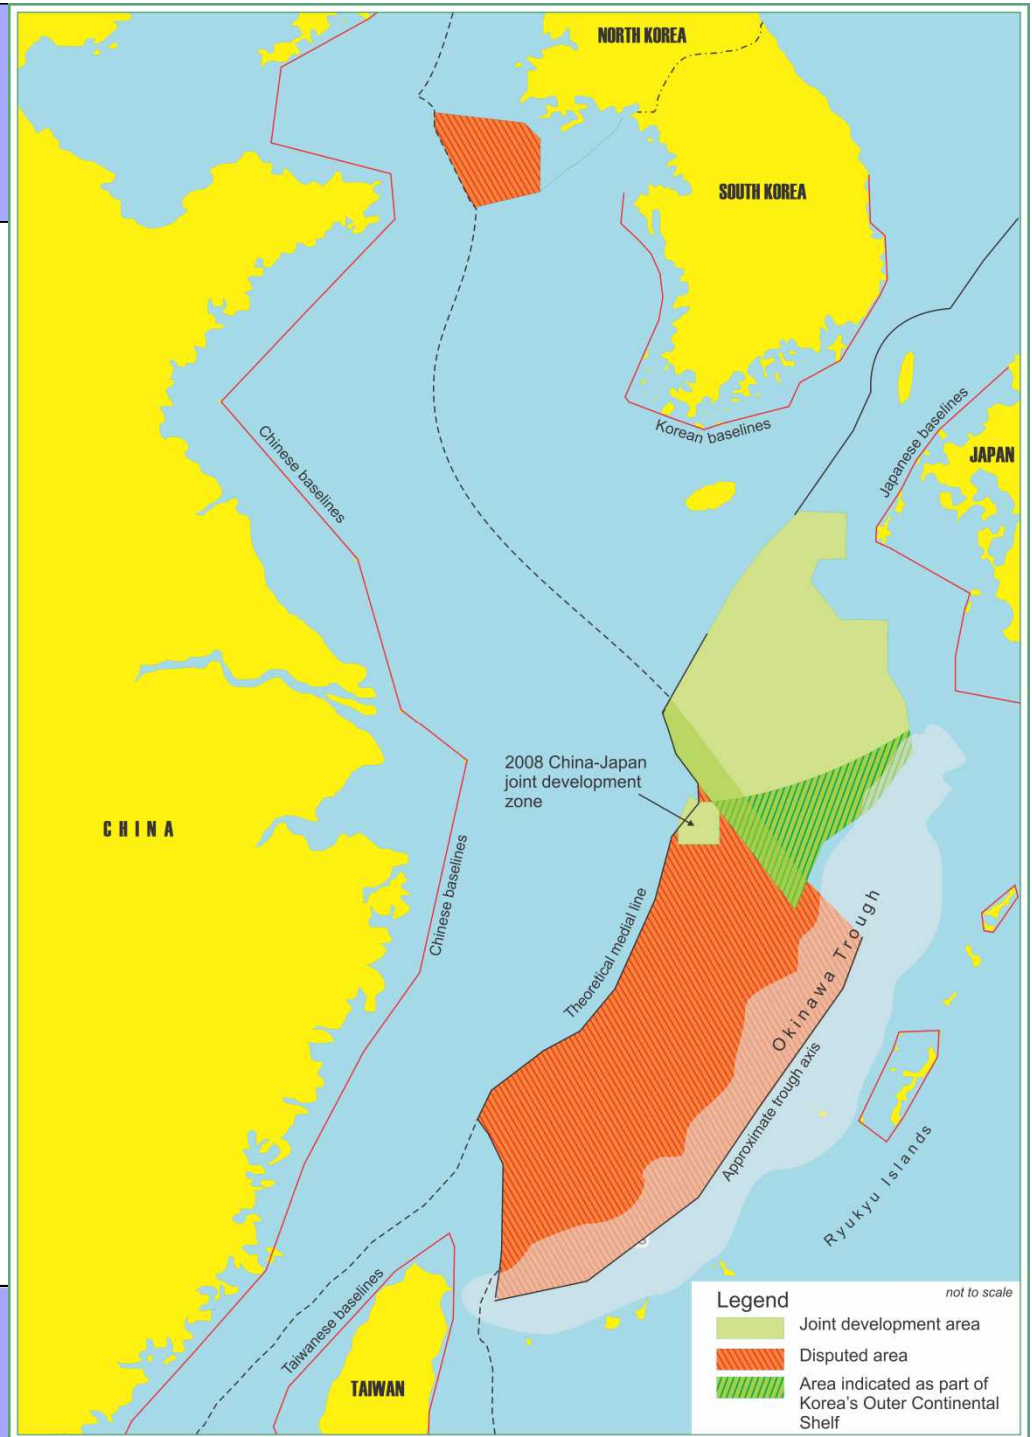 NORTH KOREA
SOUTH KOREA
Korean baselines
Japanese baselines
JAPAN
Chinese baselines
2008 China-Japan
joint development
zone
CHINA
Chinese baselines
Theoretical medial line
Okinawa Trough
Approximate trough axis
Ryukyu Islands
Taiwanese baselines
TAIWAN
not to scale
Legend
Joint development area
Disputed area
Area indicated as part of
Korea's Outer Continental
Shelf